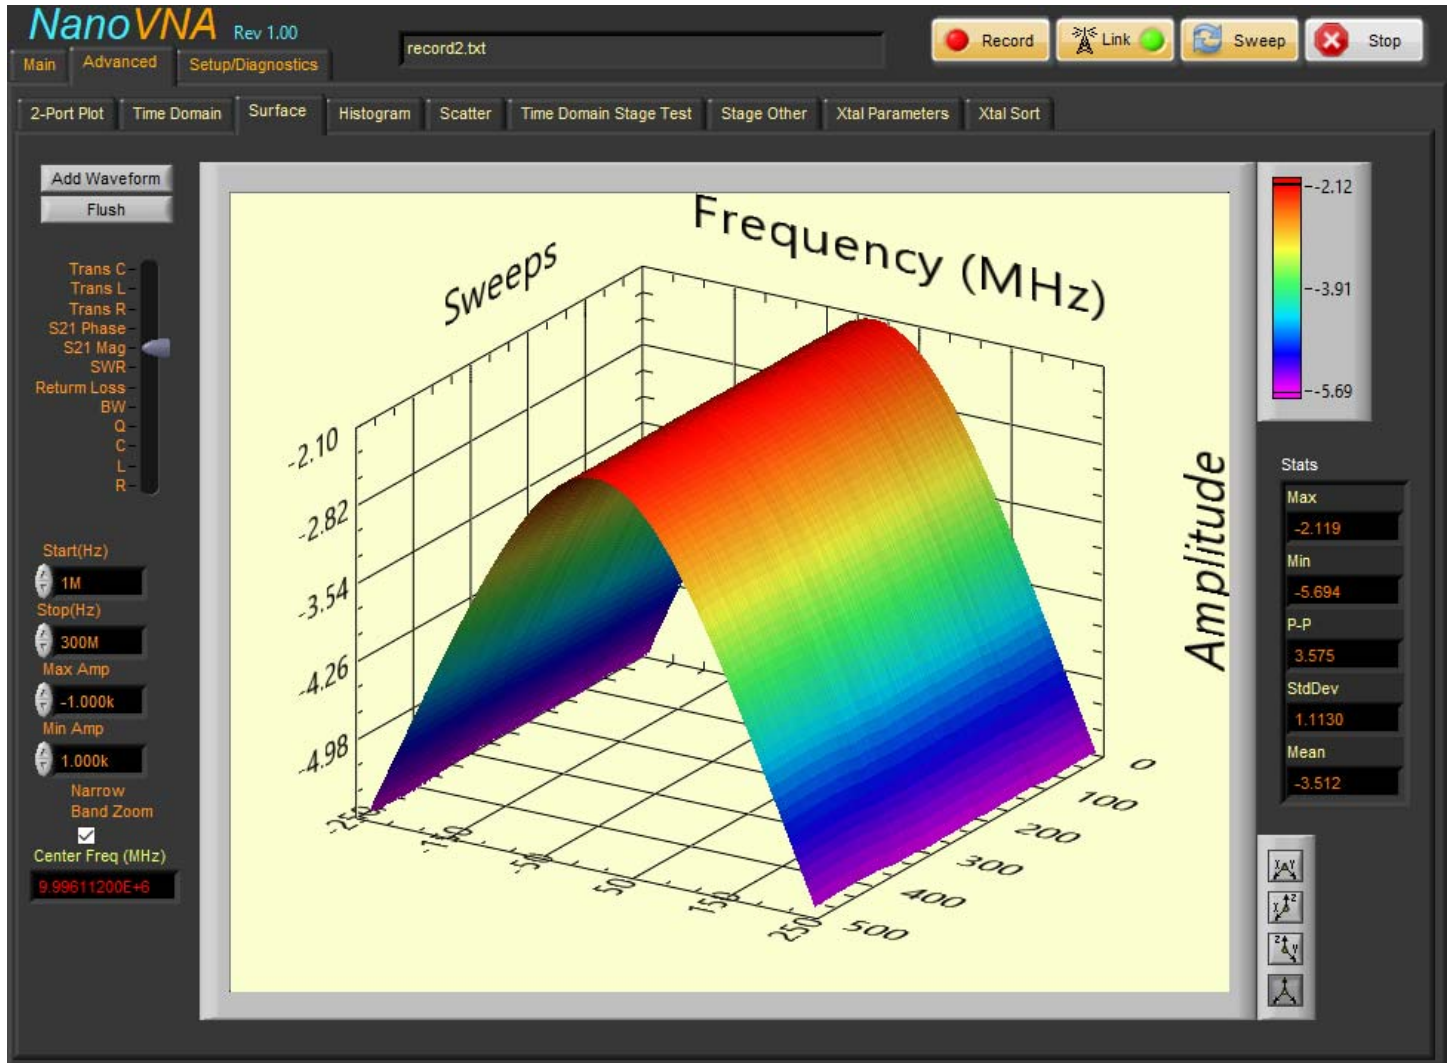 NanoVNA Rev 1.00
record2.txt
Record
Link
Sweep
Stop
Main
Advanced
Setup/Diagnostics
2-Port Plot
Time Domain
Surface
Histogram
Scatter
Time Domain Stage Test
Stage Other
Xtal Parameters
Xtal Sort
Add Waveform
Flush
Trans C
Trans L
Trans R
S21 Phase
S21 Mag
SWR
Returm Loss
BW
Q
C
L
R
Start(Hz)
1M
Stop(Hz)
300M
Max Amp
-1.000k
Min Amp
1.000k
Narrow
Band Zoom
Center Freq (MHz)
9.99611200E+6
Sweeps
Frequency (MHz)
Amplitude
-2.10
-2.82
-3.54
-4.26
-4.98
-250
-150
-50
50
150
250
0
100
200
300
400
500
-2.12
-3.91
-5.69
Stats
Max
-2.119
Min
-5.694
P-P
3.575
StdDev
1.1130
Mean
-3.512
X Y
X Z
Z Y